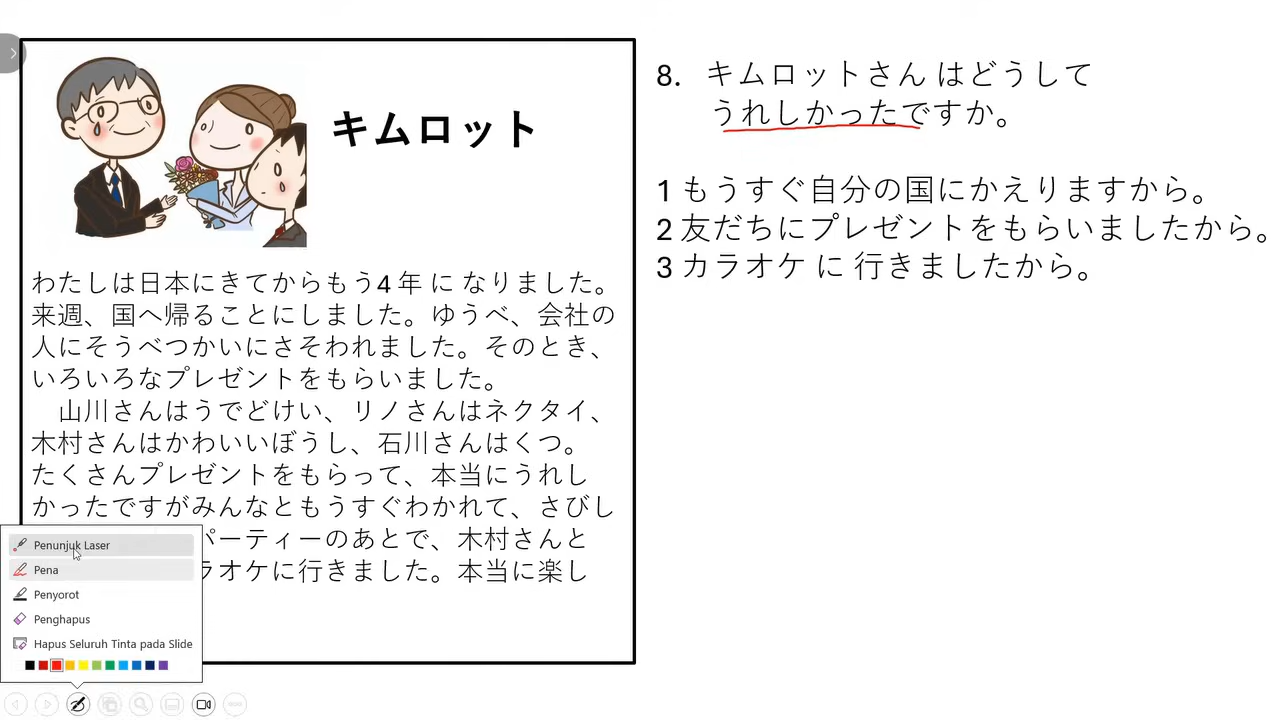 キムロット
わたしは日本にきてからもう4 年 に なりました。
来週、国へ帰ることにしました。ゆうべ、会社の
人にそうべつかいにさそわれました。そのとき、
いろいろなプレゼントをもらいました。
山川さんはうでどけい、リノさんはネクタイ、
木村さんはかわいいぼうし、石川さんはくつ。
たくさんプレゼントをもらって、本当にうれし
かったですがみんなともうすぐわかれて、さびし
パーティーのあとで、木村さんと
ラオケに行きました。本当に楽し
8. キムロットさん はどうして
うれしかったですか。
1 もうすぐ自分の国にかえりますから。
2 友だちにプレゼントをもらいましたから。
3 カラオケ に 行きましたから。
Penunjuk Laser
Pena
Penyorot
Penghapus
Hapus Seluruh Tinta pada Slide